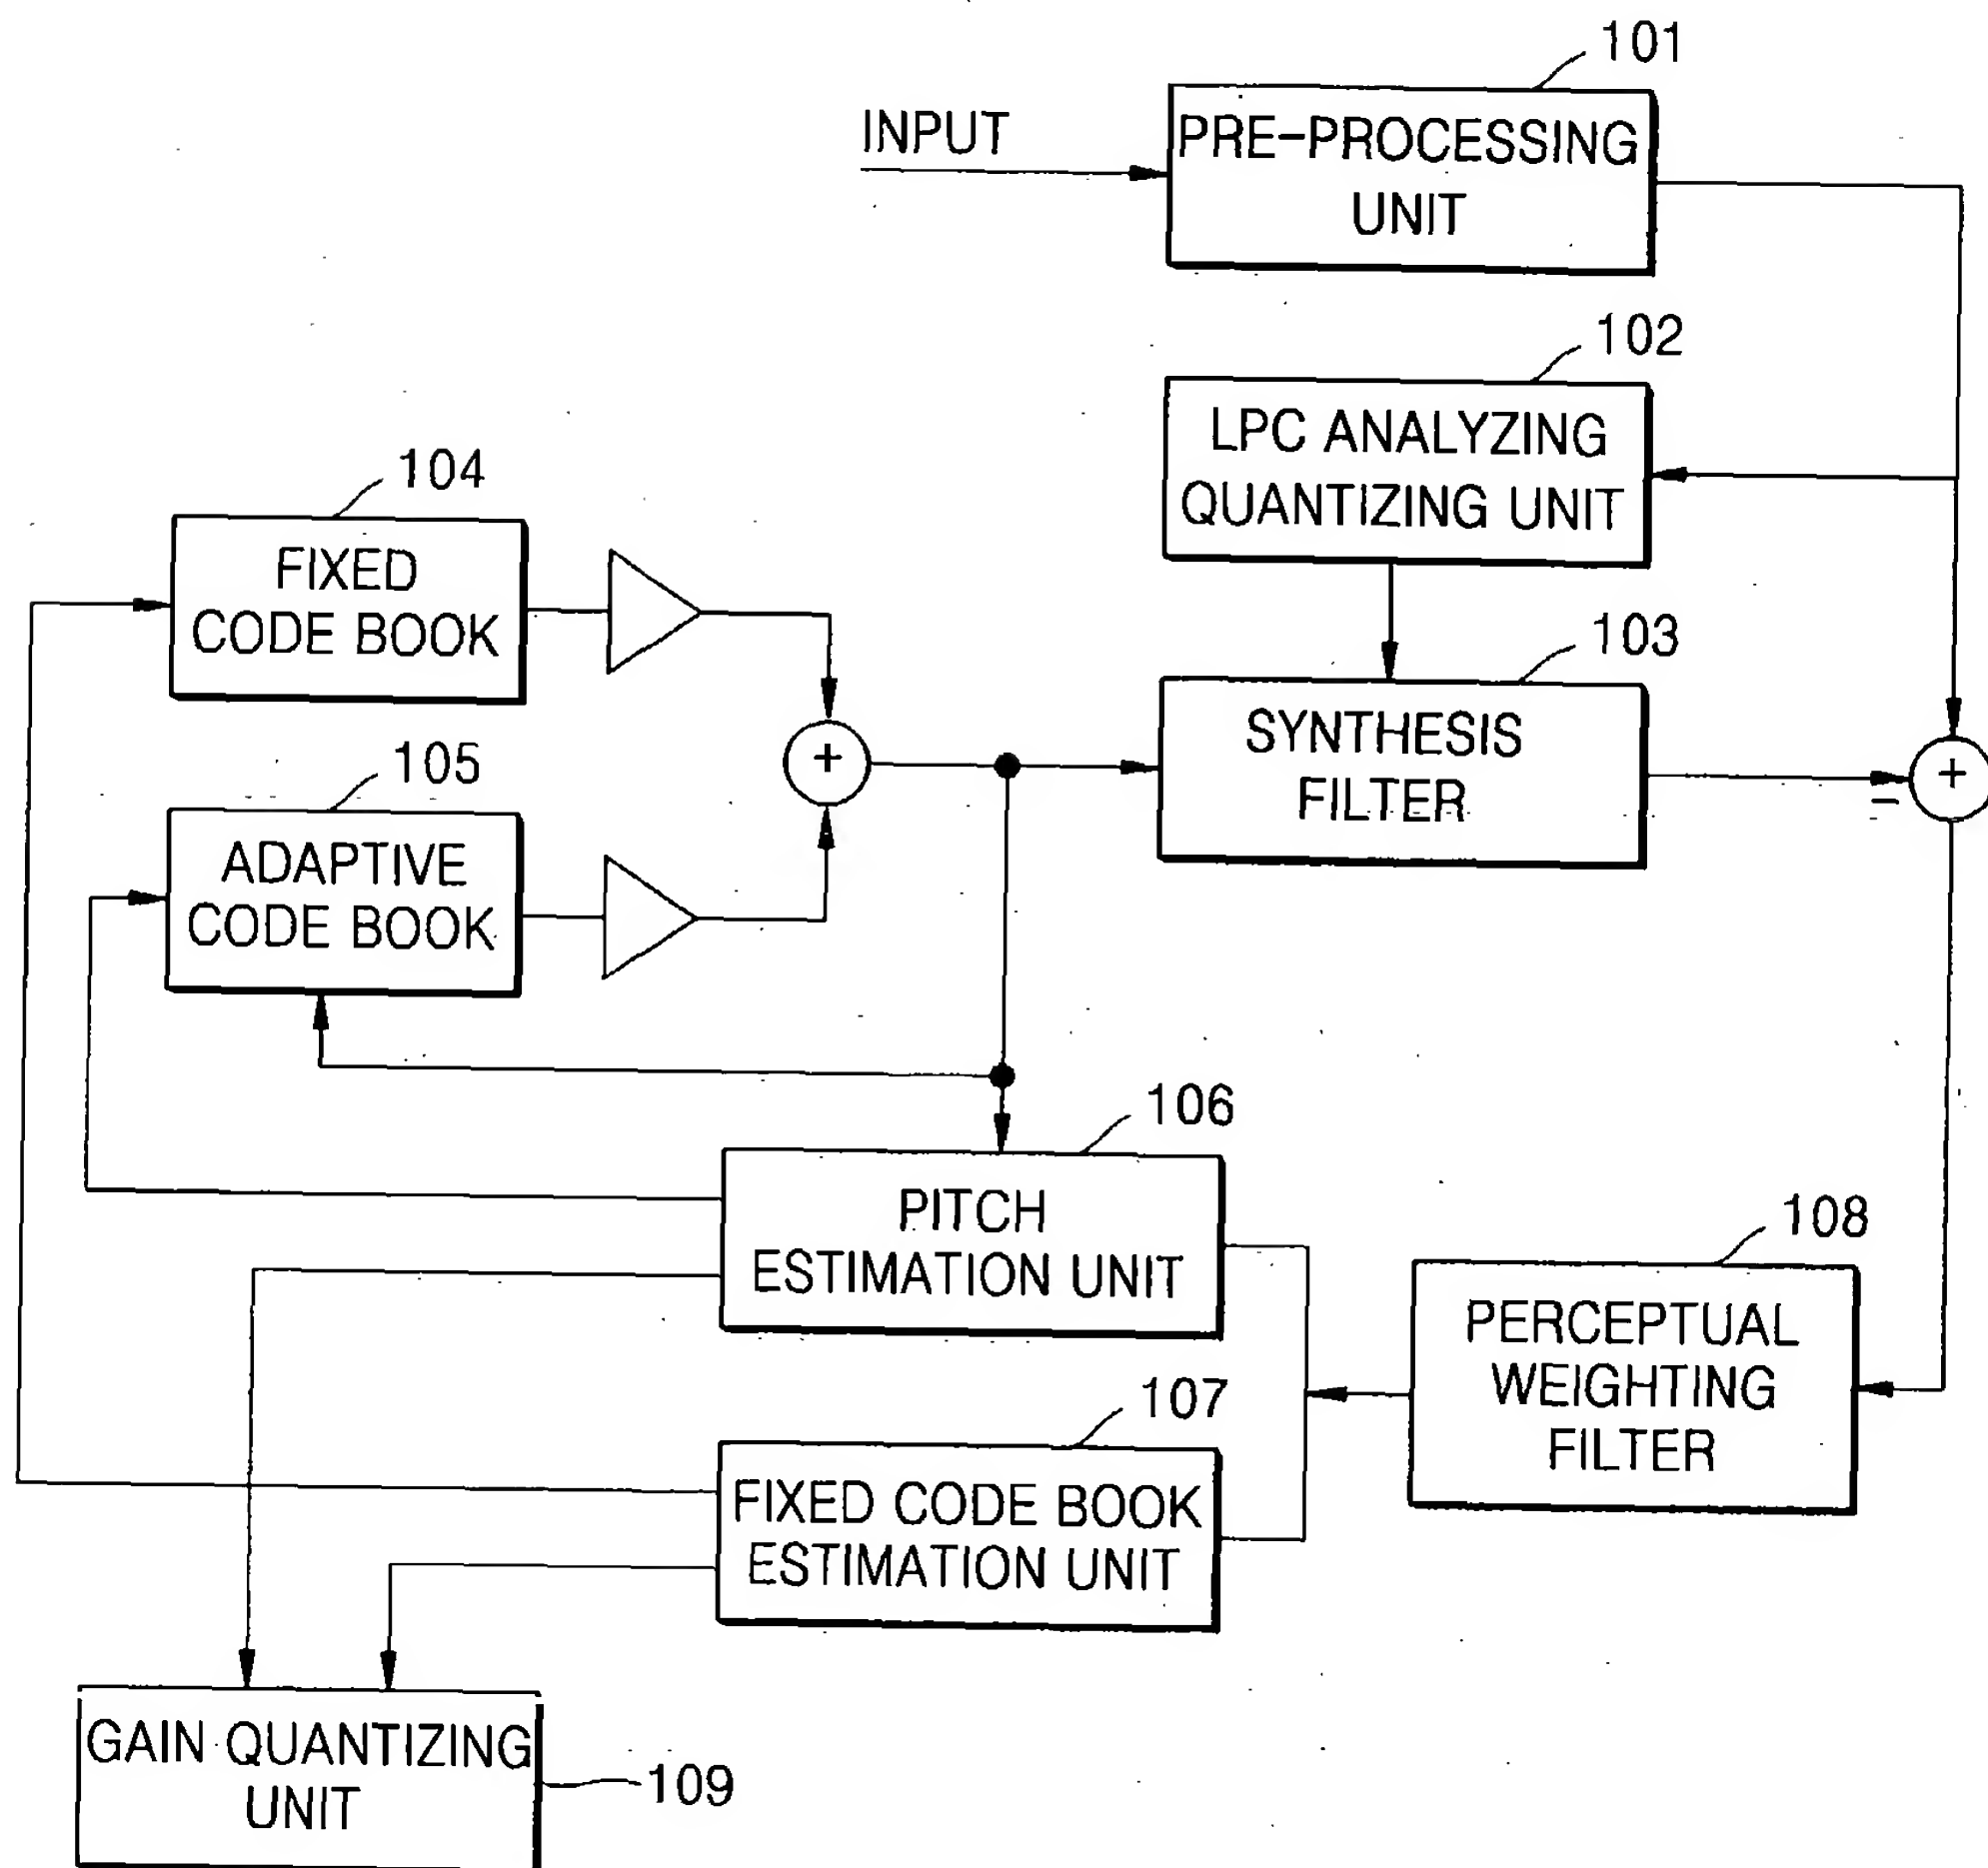 101
INPUT
PRE-PROCESSING
UNIT
102
LPC ANALYZING
QUANTIZING UNIT
104
FIXED
CODE BOOK
103
SYNTHESIS
FILTER
+
+
-
105
ADAPTIVE
CODE BOOK
106
PITCH
ESTIMATION UNIT
108
PERCEPTUAL
WEIGHTING
FILTER
107
FIXED CODE BOOK
ESTIMATION UNIT
GAIN QUANTIZING
UNIT
109